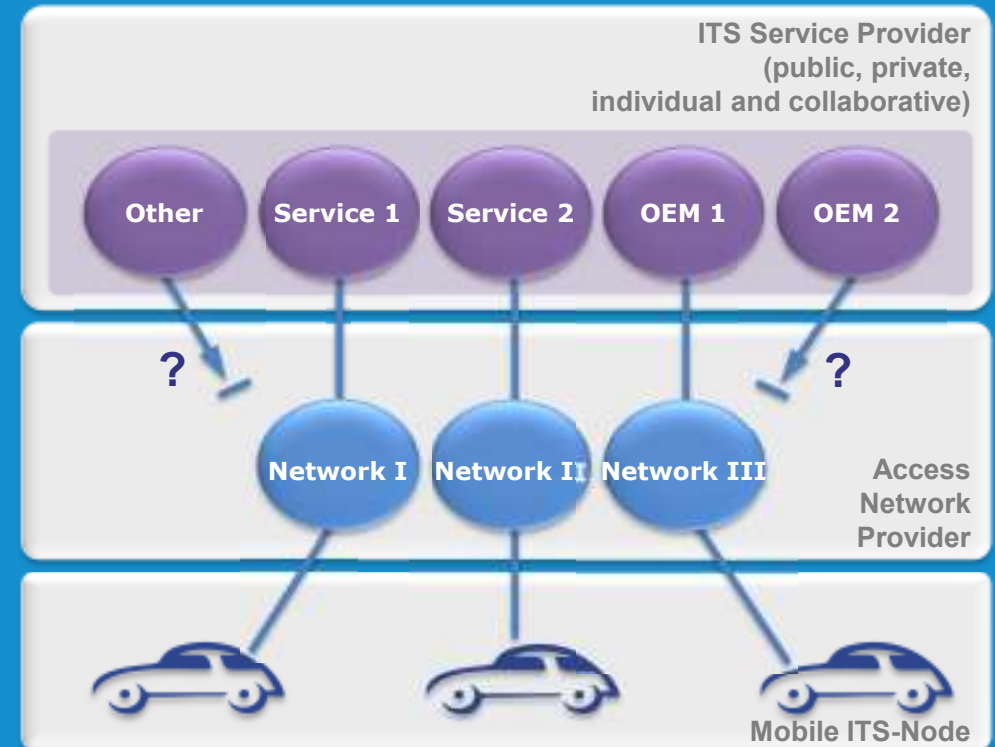 ITS Service Provider
(public, private,
individual and collaborative)
Other
Service 1
Service 2
OEM 1
OEM 2
?
?
Network I
Network II
Network III
Access
Network
Provider
Mobile ITS-Node